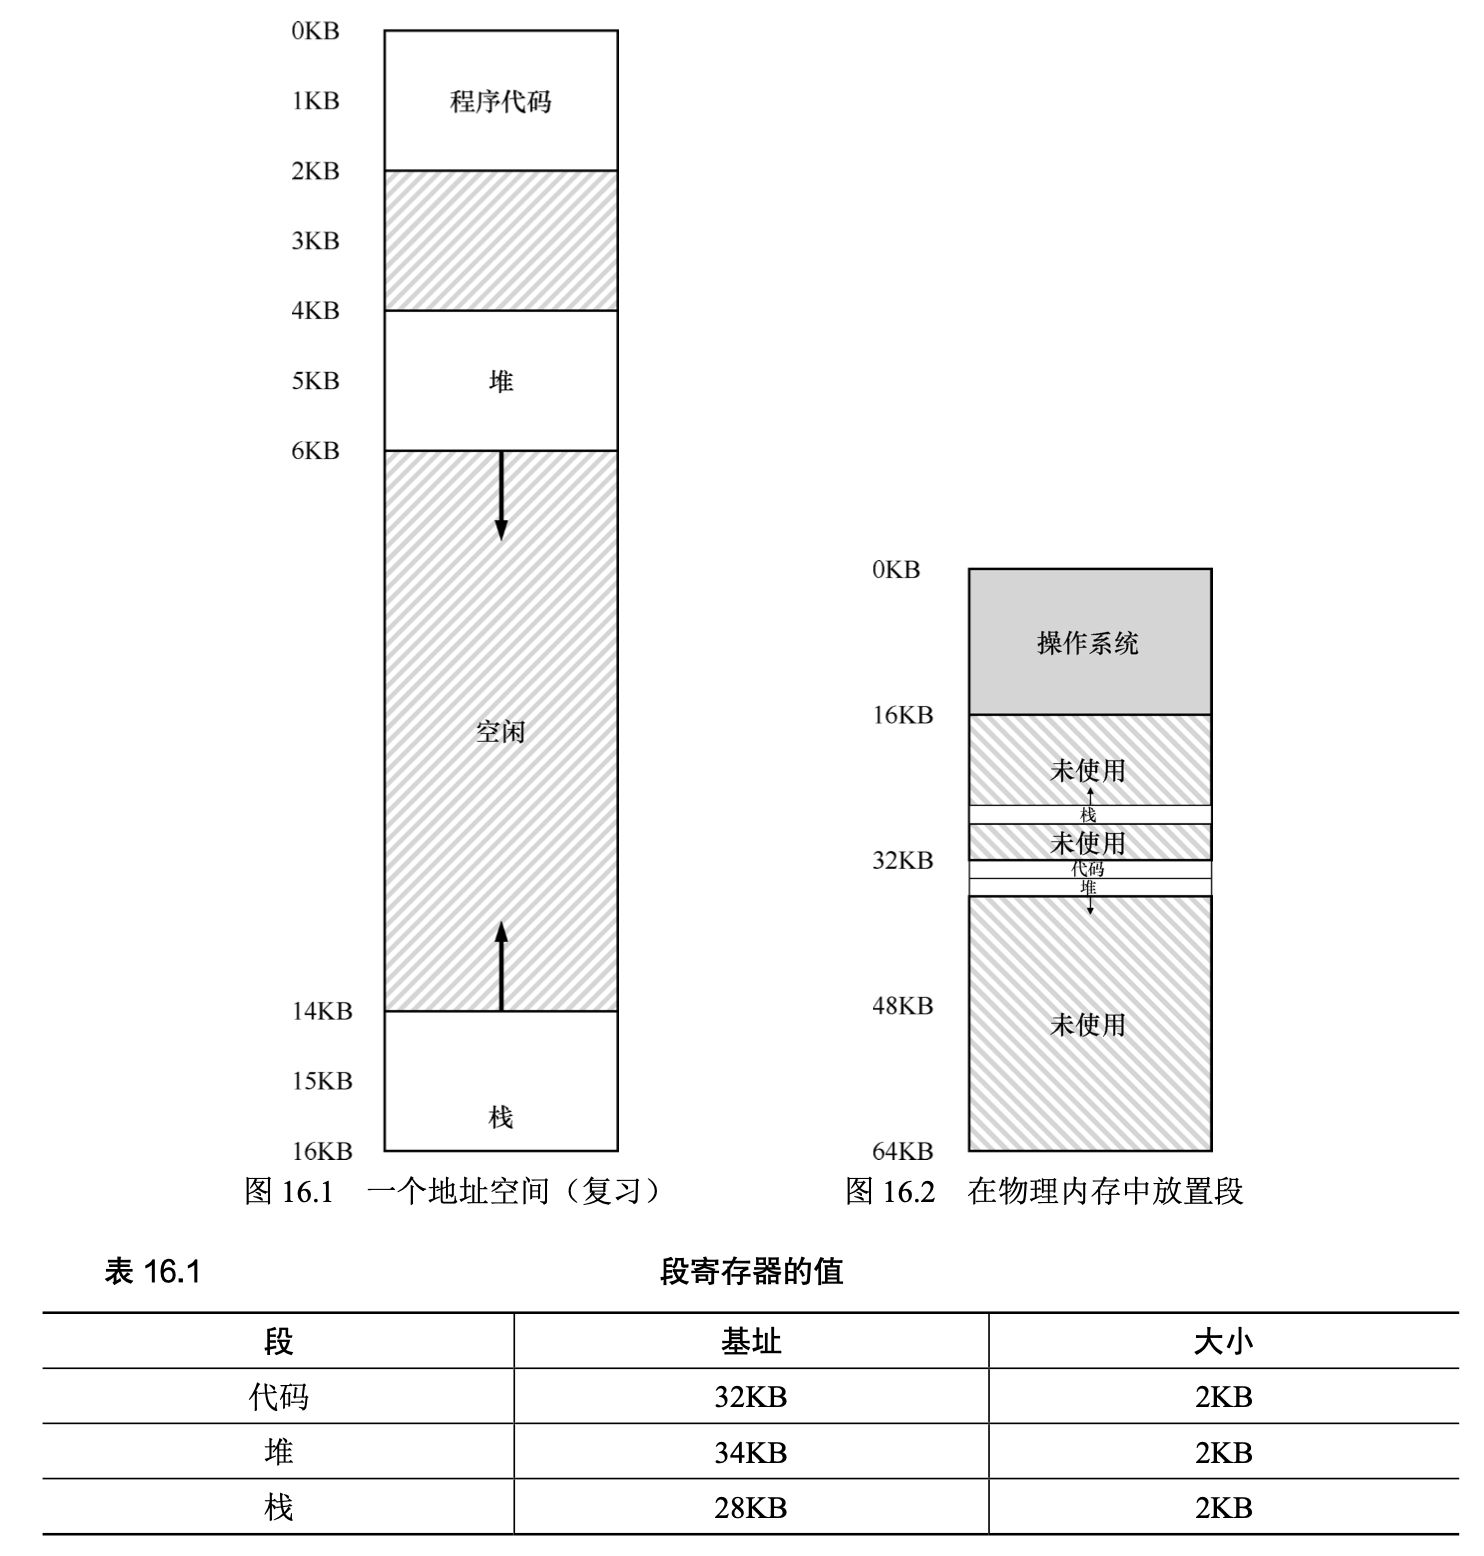 0KB
1KB
程序代码
2KB
3KB
4KB
5KB
堆
6KB
空闲
14KB
15KB
栈
16KB
图 16.1 一个地址空间（复习）
0KB
操作系统
16KB
未使用
栈
未使用
32KB
代码
堆
48KB
未使用
64KB
图 16.2 在物理内存中放置段
表 16.1 段寄存器的值
段 基址 大小
代码 32KB 2KB
堆 34KB 2KB
栈 28KB 2KB